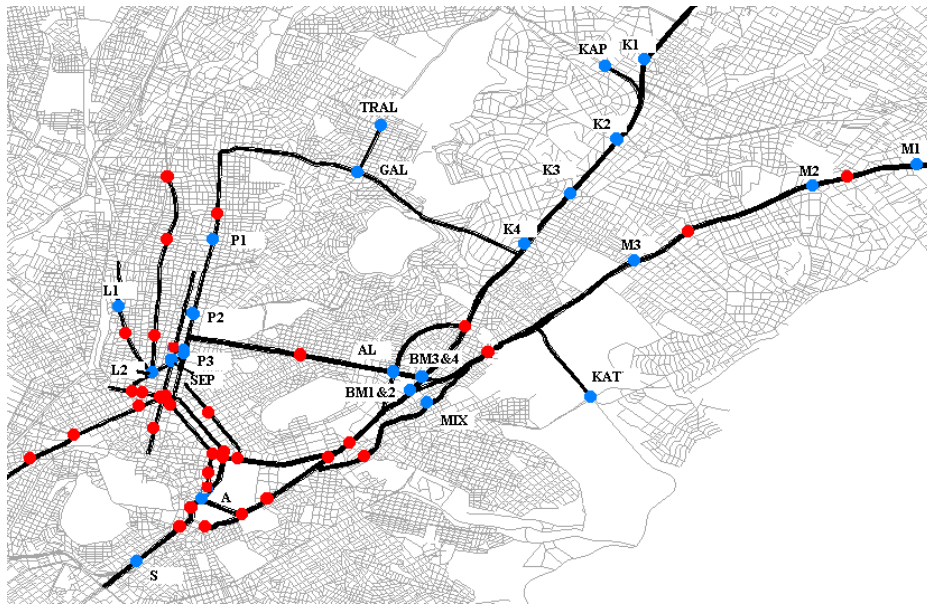 KAP
K1
TRAL
K2
M1
GAL
K3
M2
P1
K4
M3
L1
P2
AL
BM3&4
L2
P3
SEP
BM1&2
KAT
MIX
A
S